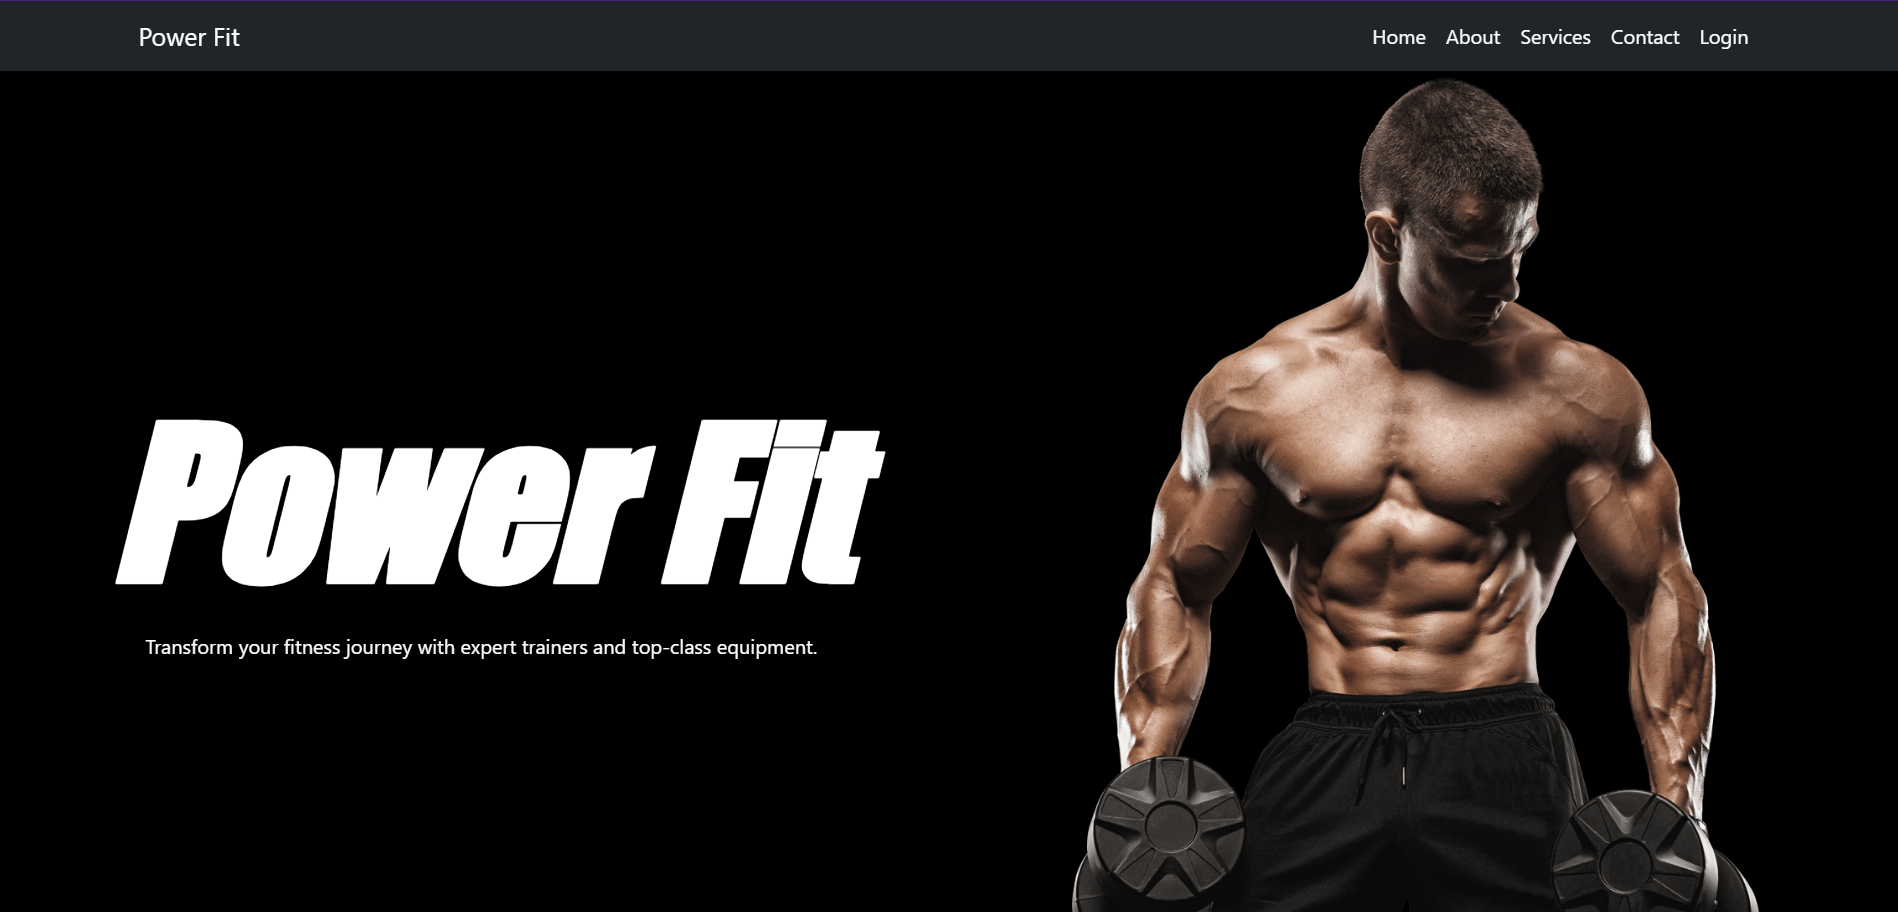 Power Fit
Home About Services Contact Login
Power Fit
Transform your fitness journey with expert trainers and top-class equipment.